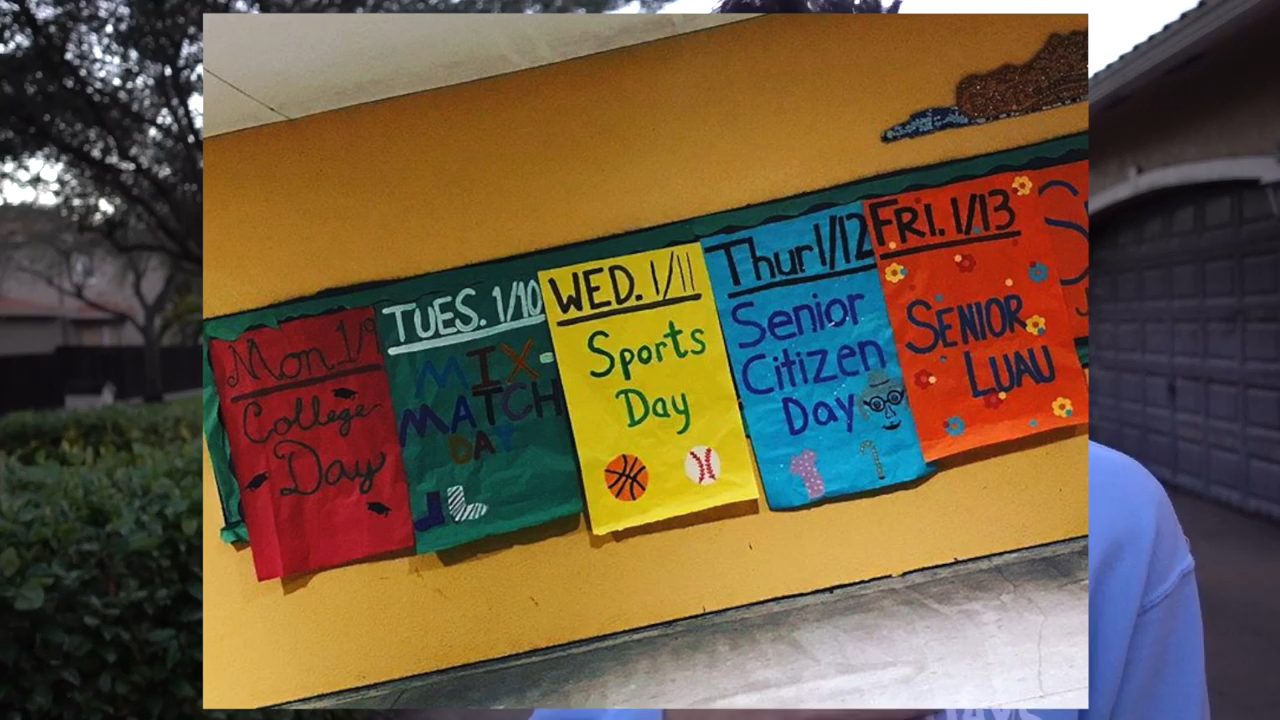 Mon. 1/9
College
Day
TUES. 1/10
MIX-
MATCH
DAY
WED. 1/11
Sports
Day
Thur 1/12
Senior
Citizen
Day
FRI. 1/13
SENIOR
LUAU